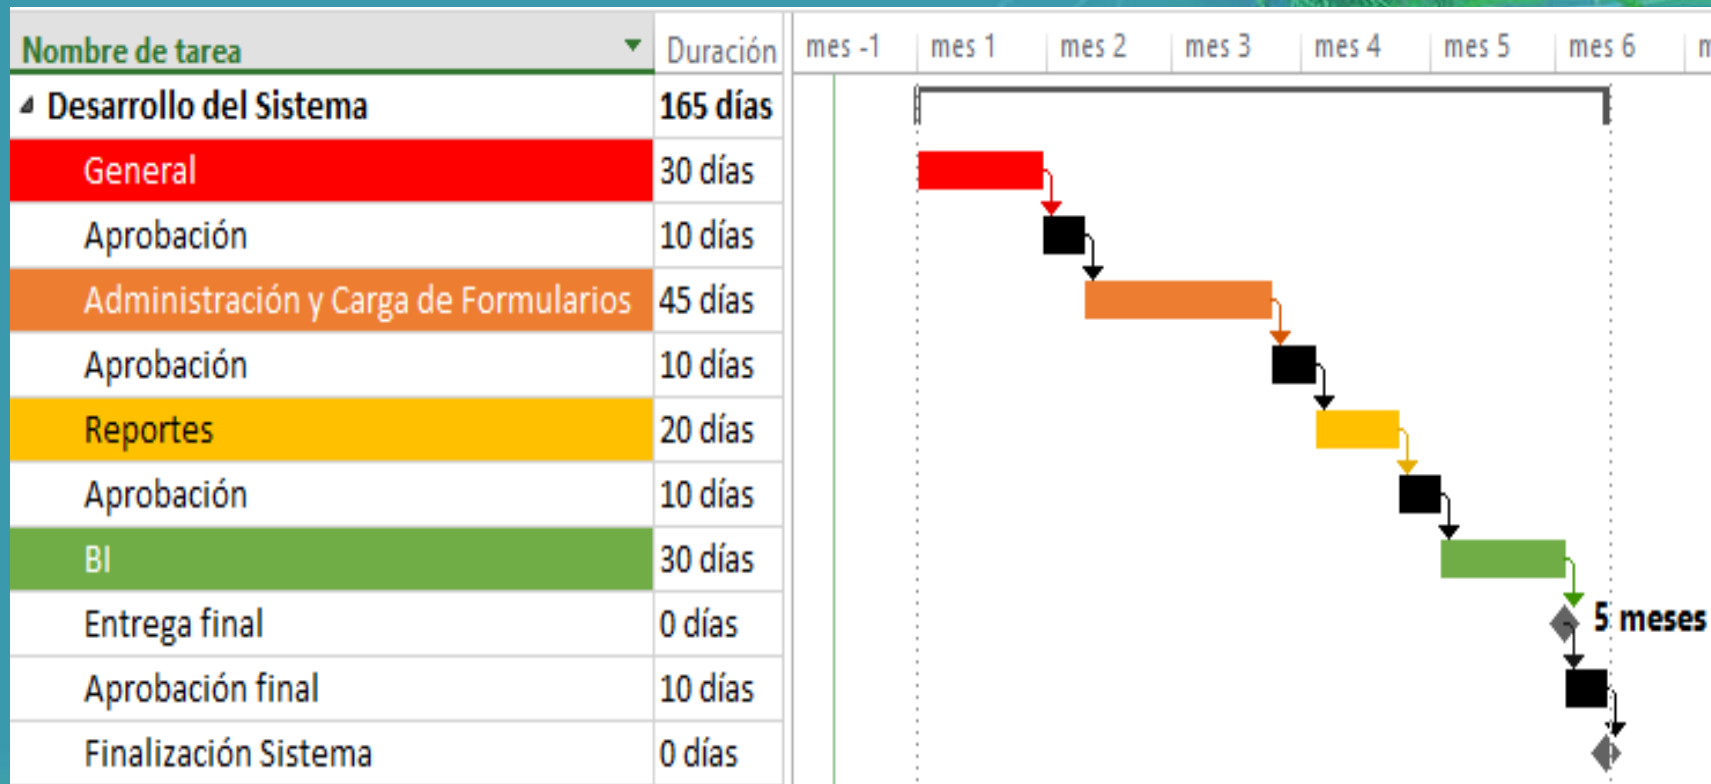 Nombre de tarea Duración mes -1 mes 1 mes 2 mes 3 mes 4 mes 5 mes 6
Desarrollo del Sistema 165 días
General 30 días
Aprobación 10 días
Administración y Carga de Formularios 45 días
Aprobación 10 días
Reportes 20 días
Aprobación 10 días
BI 30 días
Entrega final 0 días 5 meses
Aprobación final 10 días
Finalización Sistema 0 días